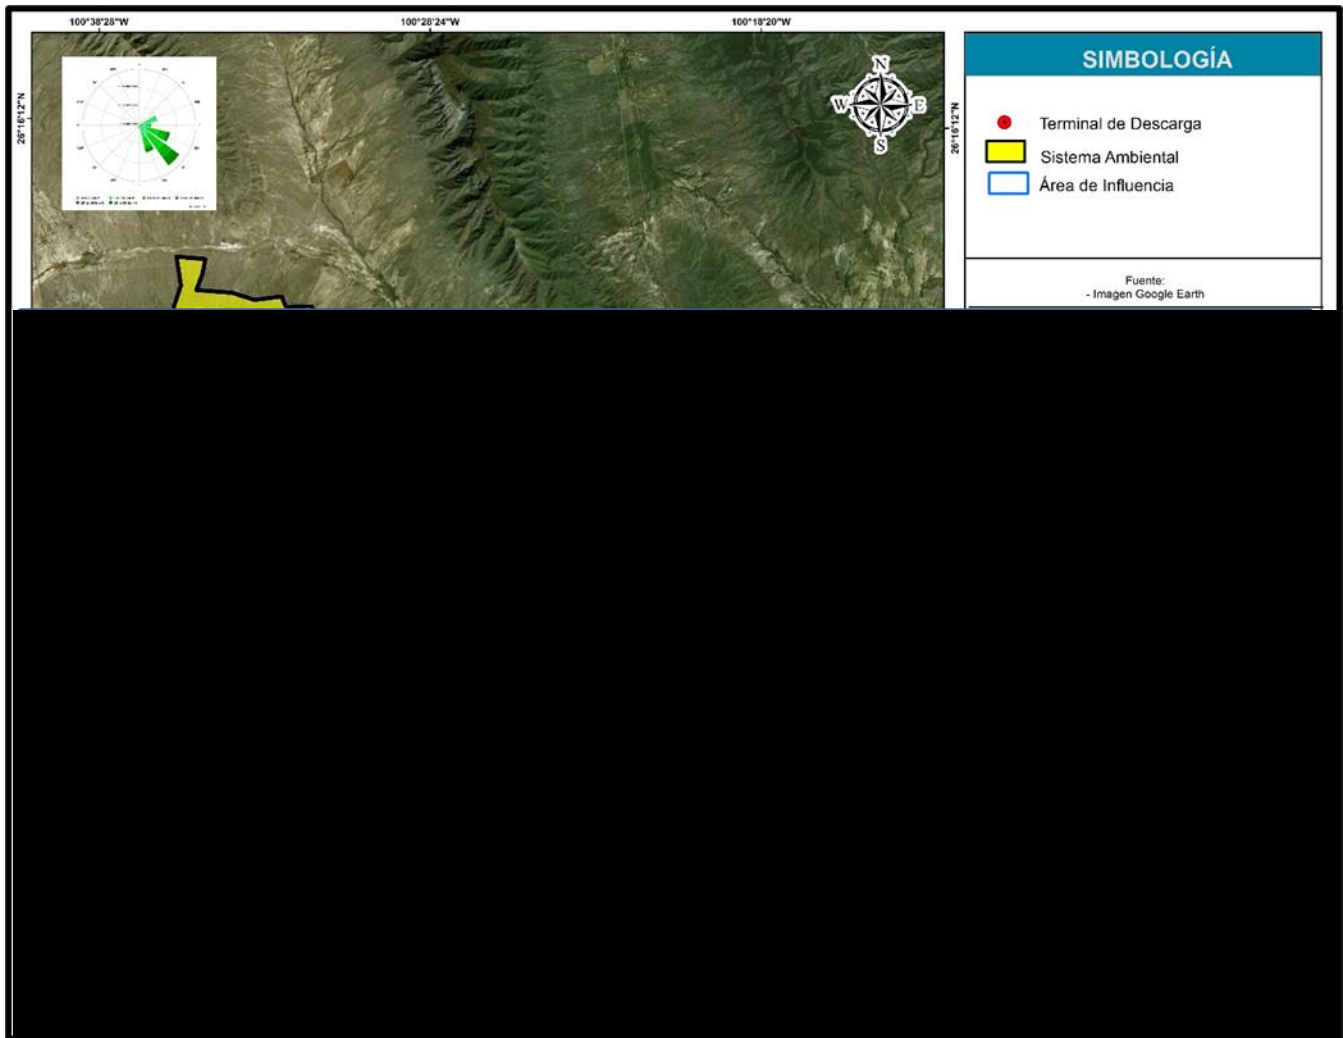 100°38'28"W
100°28'24"W
100°18'20"W
SIMBOLOGÍA
26°16'12"N
N
W
E
S
26°16'12"N
Terminal de Descarga
Sistema Ambiental
Área de Influencia
Fuente:
- Imagen Google Earth